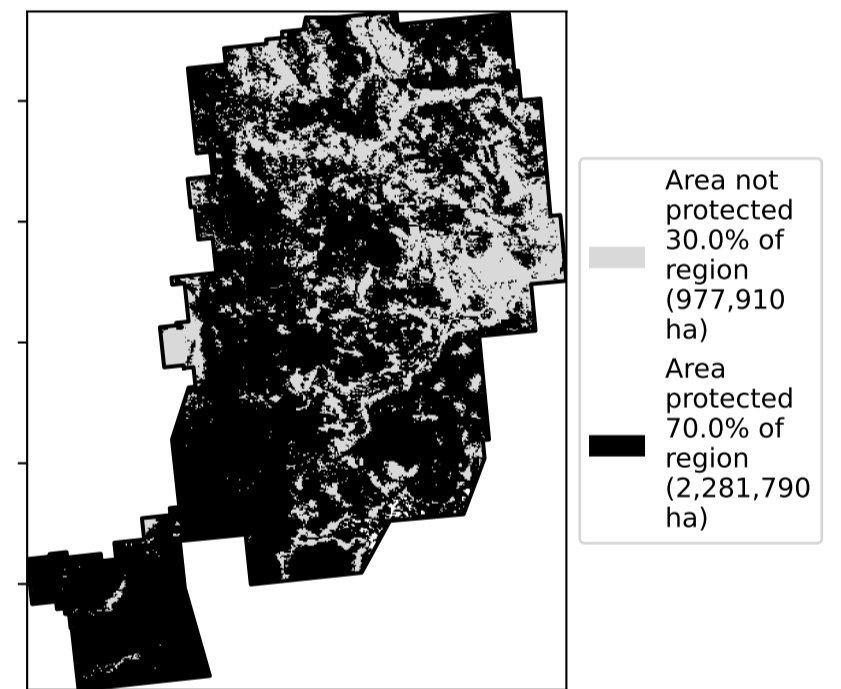 Area not
protected
30.0% of
region
(977,910
ha)
Area
protected
70.0% of
region
(2,281,790
ha)